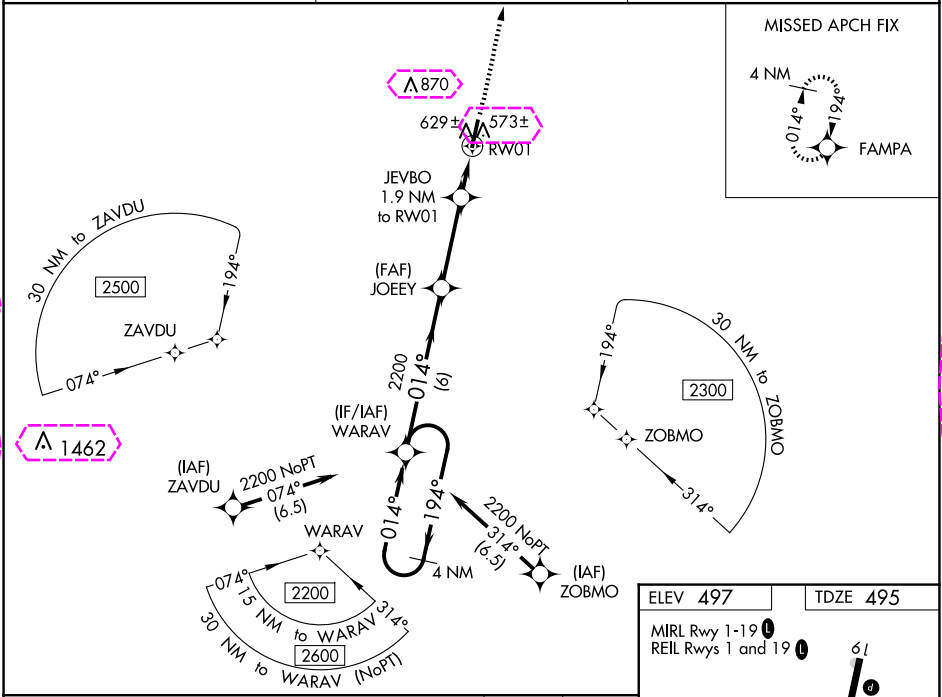 MISSED APCH FIX
4 NM
014°
194°
FAMPA
870
629±
573±
RW01
JEVBO
1.9 NM
to RW01
(FAF)
JOEEY
30 NM to ZAVDU
2500
194°
ZAVDU
074°
2200
014°
(6)
30 NM to ZOBMO
194°
2300
ZOBMO
314°
1462
(IF/IAF)
WARAV
(IAF)
ZAVDU
2200 NoPT
074°
(6.5)
014°
194°
4 NM
2200 NoPT
314°
(6.5)
(IAF)
ZOBMO
WARAV
074°
314°
2200
15 NM to WARAV
2600
30 NM to WARAV (NoPT)
ELEV 497
TDZE 495
MIRL Rwy 1-19 L
REIL Rwys 1 and 19 L
19
P